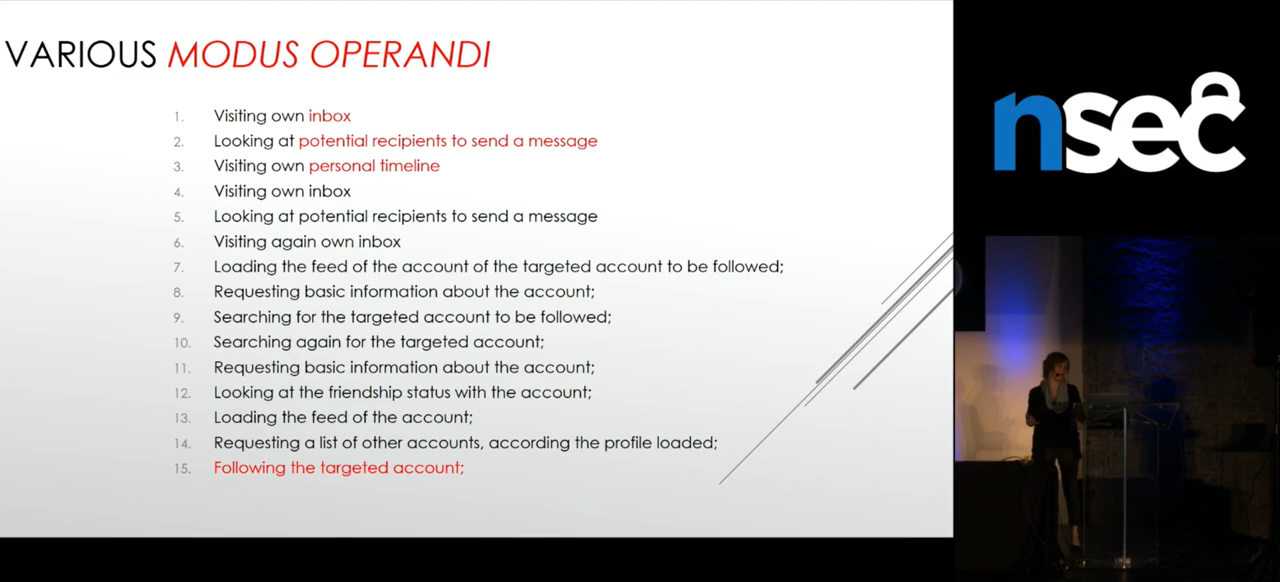 VARIOUS MODUS OPERANDI
1. Visiting own inbox
2. Looking at potential recipients to send a message
3. Visiting own personal timeline
4. Visiting own inbox
5. Looking at potential recipients to send a message
6. Visiting again own inbox
7. Loading the feed of the account of the targeted account to be followed;
8. Requesting basic information about the account;
9. Searching for the targeted account to be followed;
10. Searching again for the targeted account;
11. Requesting basic information about the account;
12. Looking at the friendship status with the account;
13. Loading the feed of the account;
14. Requesting a list of other accounts, according the profile loaded;
15. Following the targeted account;
nsec